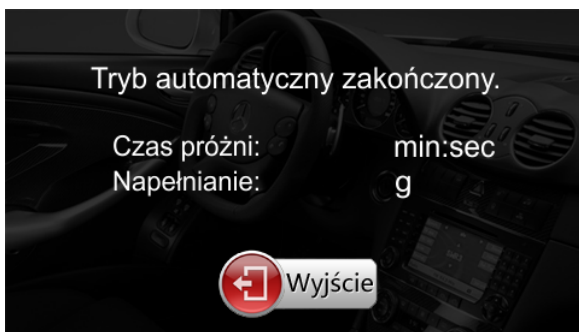 Tryb automatyczny zakończony.
Czas próżni: min:sec
Napełnianie: g
Wyjście